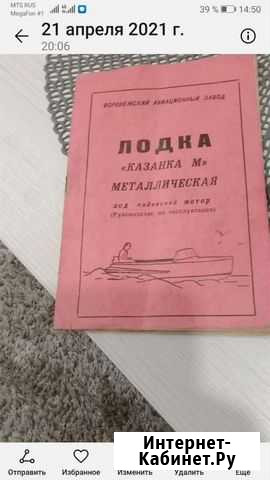 MTS RUS
MegaFon #1
39 %
14:50
21 апреля 2021 г.
20:06
ВОРОНЕЖСКИЙ АВИАЦИОННЫЙ ЗАВОД
ЛОДКА
«КАЗАНКА М»
МЕТАЛЛИЧЕСКАЯ
под подвесной мотор
(Руководство по эксплуатации)
Отправить
Избранное
Изменить
Удалить
Еще
Интернет-
Кабинет.Ру